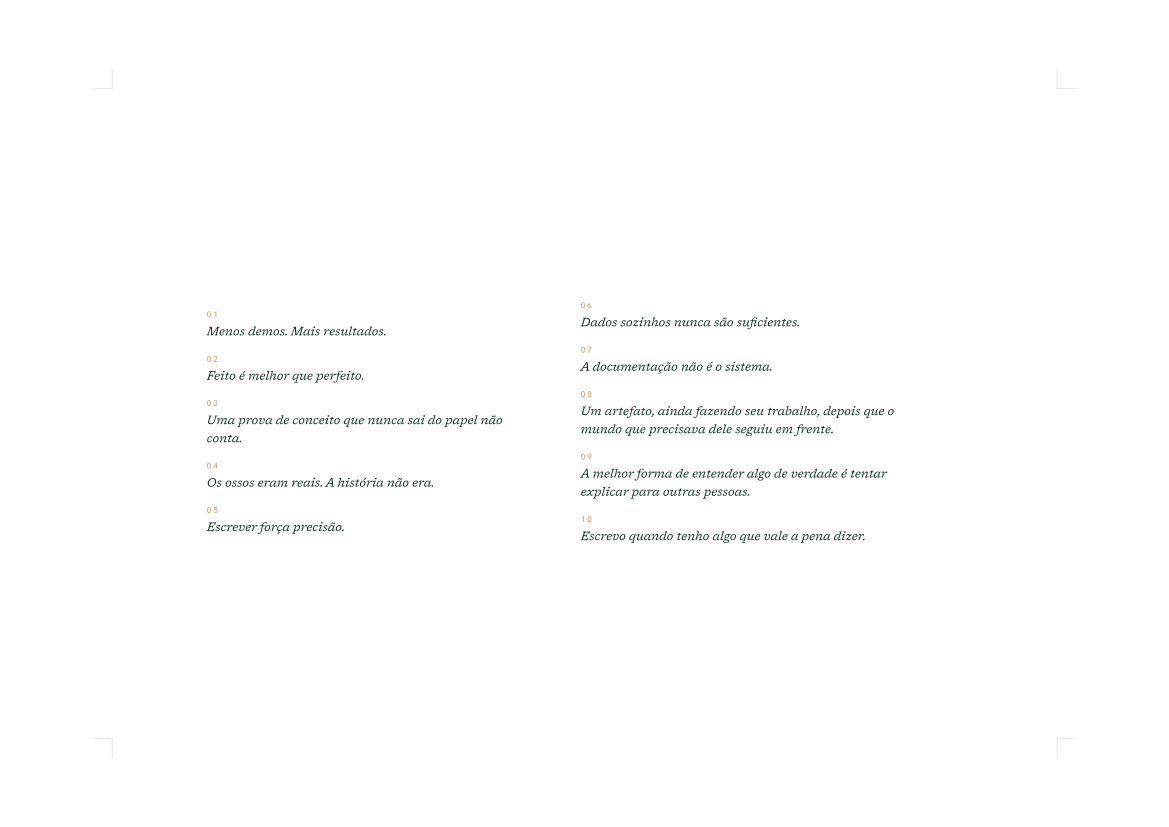 01
Menos demos. Mais resultados.
02
Feito é melhor que perfeito.
03
Uma prova de conceito que nunca sai do papel não
conta.
04
Os ossos eram reais. A história não era.
05
Escrever força precisão.
06
Dados sozinhos nunca são suficientes.
07
A documentação não é o sistema.
08
Um artefato, ainda fazendo seu trabalho, depois que o
mundo que precisava dele seguiu em frente.
09
A melhor forma de entender algo de verdade é tentar
explicar para outras pessoas.
10
Escrevo quando tenho algo que vale a pena dizer.